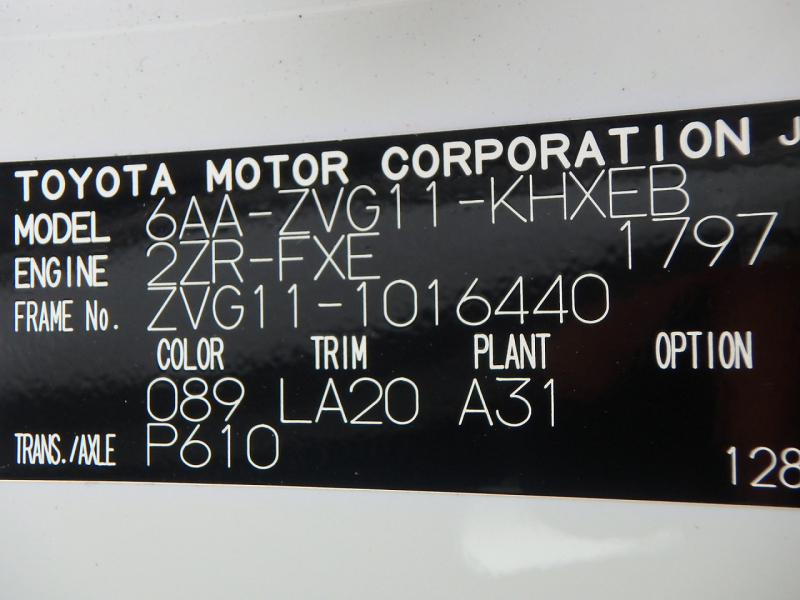 TOYOTA MOTOR CORPORATION J
MODEL 6AA-ZVG11-KHXEB
ENGINE 2ZR-FXE 1797
FRAME No. ZVG11-1016440
COLOR TRIM PLANT OPTION
089 LA20 A31
TRANS./AXLE P610
128